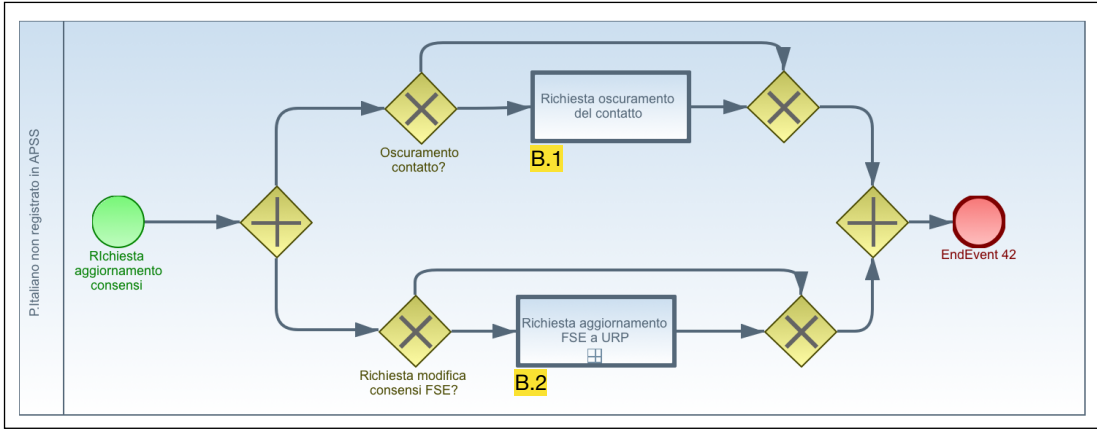 P.Italiano non registrato in APSS
RIchiesta
aggiornamento
consensi
Oscuramento
contatto?
Richiesta oscuramento
del contatto
B.1
Richiesta modifica
consensi FSE?
Richiesta aggiornamento
FSE a URP
B.2
EndEvent 42